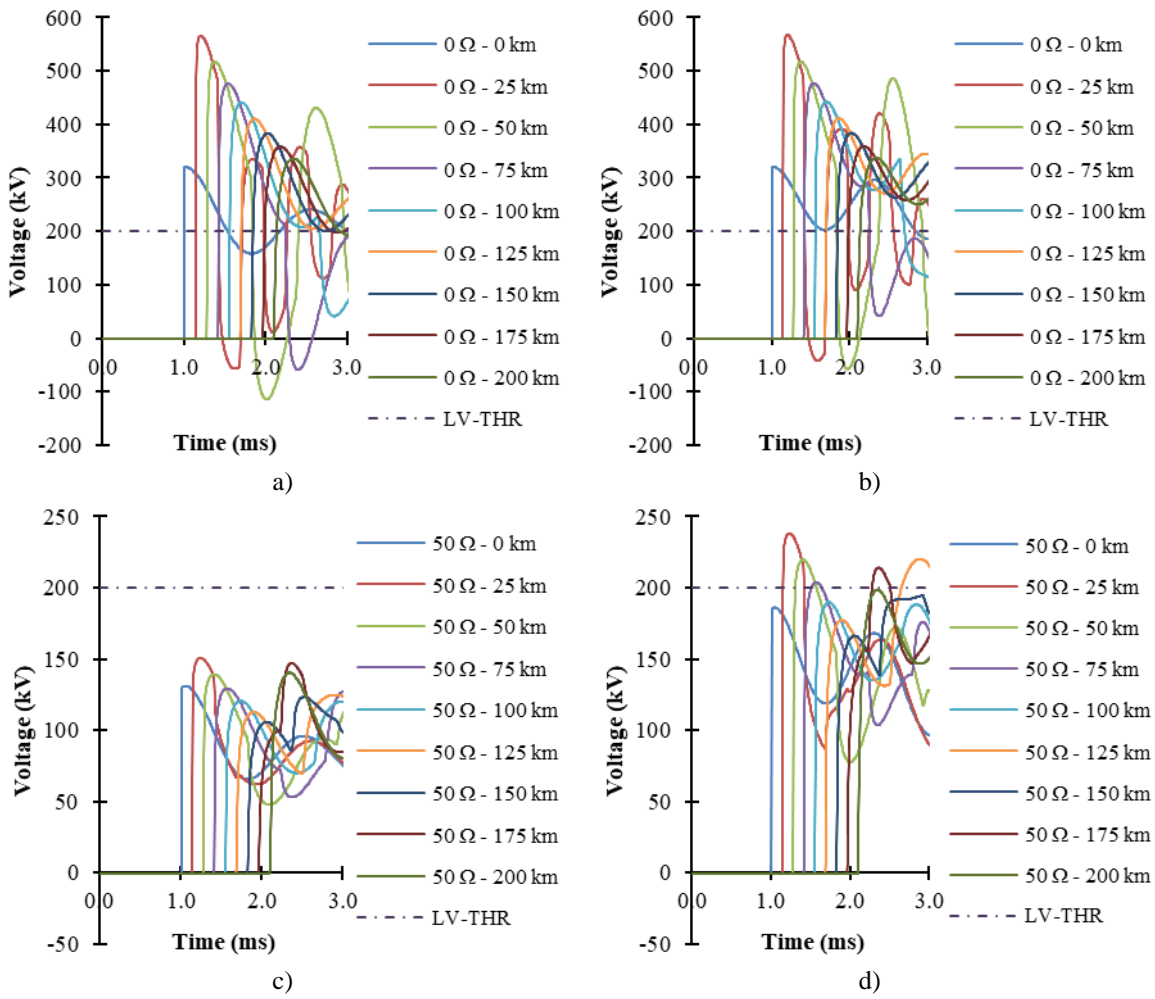 600
500
400
300
200
100
0
-100
-200
0.0
1.0
2.0
3.0
Voltage (kV)
Time (ms)
0 Ω - 0 km
0 Ω - 25 km
0 Ω - 50 km
0 Ω - 75 km
0 Ω - 100 km
0 Ω - 125 km
0 Ω - 150 km
0 Ω - 175 km
0 Ω - 200 km
LV-THR
a)
600
500
400
300
200
100
0
-100
-200
0.0
1.0
2.0
3.0
Voltage (kV)
Time (ms)
0 Ω - 0 km
0 Ω - 25 km
0 Ω - 50 km
0 Ω - 75 km
0 Ω - 100 km
0 Ω - 125 km
0 Ω - 150 km
0 Ω - 175 km
0 Ω - 200 km
LV-THR
b)
250
200
150
100
50
0
-50
0.0
1.0
2.0
3.0
Voltage (kV)
Time (ms)
50 Ω - 0 km
50 Ω - 25 km
50 Ω - 50 km
50 Ω - 75 km
50 Ω - 100 km
50 Ω - 125 km
50 Ω - 150 km
50 Ω - 175 km
50 Ω - 200 km
LV-THR
c)
250
200
150
100
50
0
-50
0.0
1.0
2.0
3.0
Voltage (kV)
Time (ms)
50 Ω - 0 km
50 Ω - 25 km
50 Ω - 50 km
50 Ω - 75 km
50 Ω - 100 km
50 Ω - 125 km
50 Ω - 150 km
50 Ω - 175 km
50 Ω - 200 km
LV-THR
d)